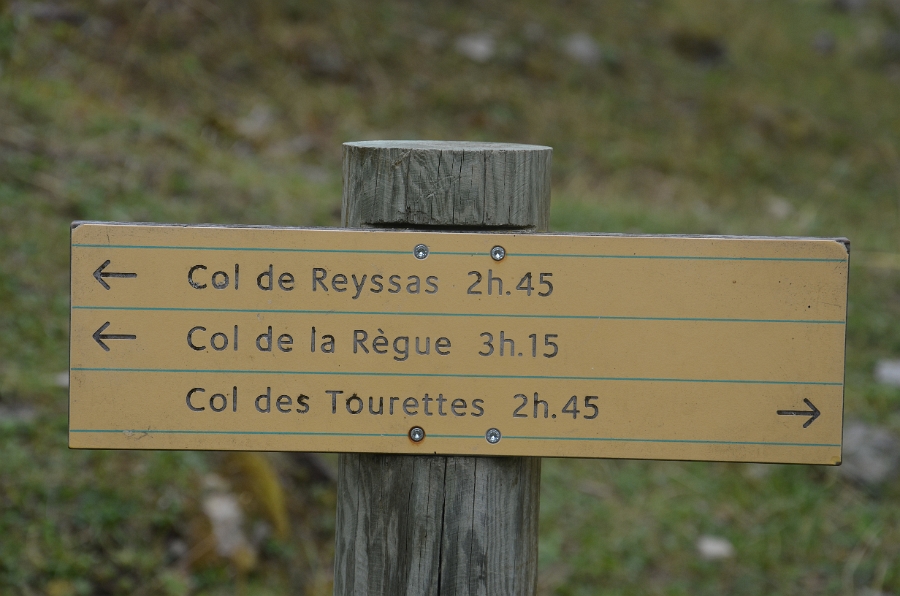 ← Col de Reyssas 2h.45
← Col de la Règue 3h.15
Col des Tourettes 2h.45 →